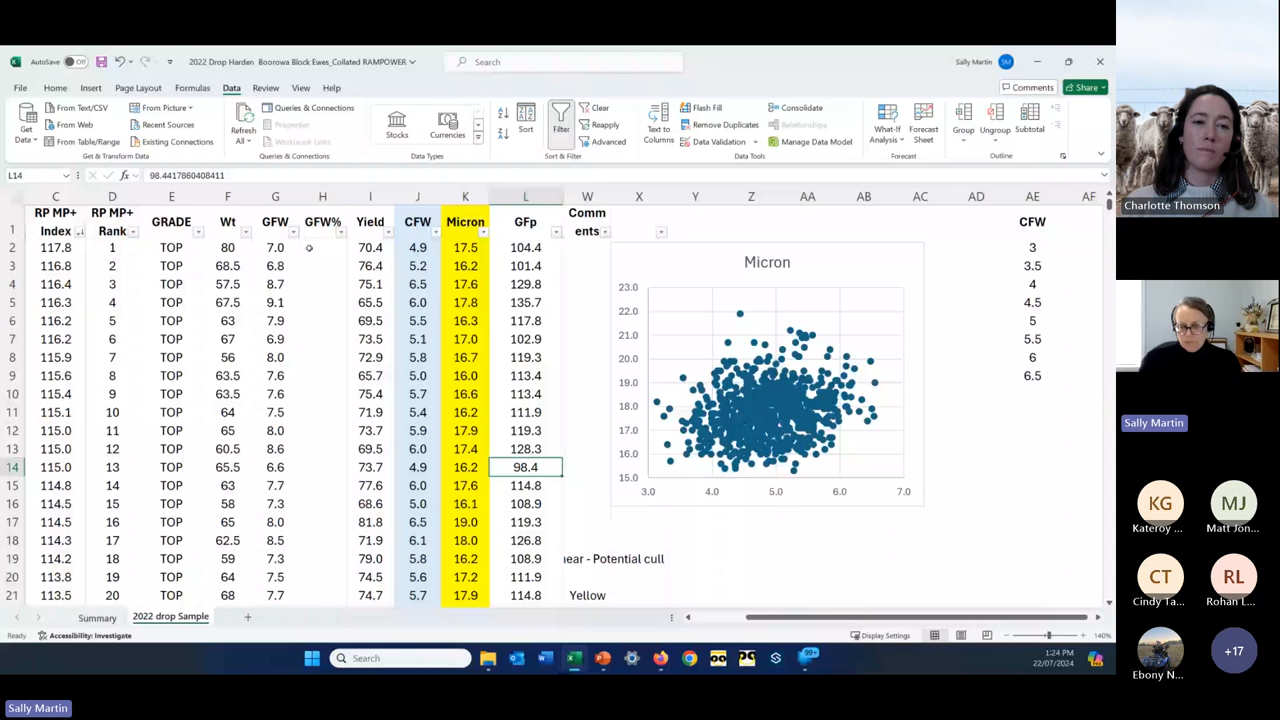 AutoSave Off 2022 Drop Harden Boorowa Block Ewes_Collated RAMPOWER Search Sally Martin SM
File Home Insert Draw Page Layout Formulas Data Review View Help Comments Share
Get Data
From Text/CSV
From Web
From Table/Range
From Picture
Recent Sources
Existing Connections
Get & Transform Data
Refresh All
Queries & Connections
Properties
Workbook Links
Queries & Connections
Stocks
Currencies
Data Types
Sort
Filter
Clear
Reapply
Advanced
Sort & Filter
Text to Columns
Flash Fill
Remove Duplicates
Data Validation
Consolidate
Relationships
Manage Data Model
Data Tools
What-If Analysis
Forecast Sheet
Forecast
Group
Ungroup
Subtotal
Outline
L14 fx 98.4417860408411
C D E F G H I J K L W X Y Z AA AB AC AD AE AF
1 RP MP+ Index RP MP+ Rank GRADE Wt GFW GFW% Yield CFW Micron GFp Comm ents CFW
2 117.8 1 TOP 80 7.0 70.4 4.9 17.5 104.4 3
3 116.8 2 TOP 68.5 6.8 76.4 5.2 16.2 101.4 3.5
4 116.4 3 TOP 57.5 8.7 75.1 6.5 17.6 129.8 4
5 116.3 4 TOP 67.5 9.1 65.5 6.0 17.8 135.7 4.5
6 116.2 5 TOP 63 7.9 69.5 5.5 16.3 117.8 5
7 116.2 6 TOP 67 6.9 73.5 5.1 17.0 102.9 5.5
8 115.9 7 TOP 56 8.0 72.9 5.8 16.7 119.3 6
9 115.6 8 TOP 63.5 7.6 65.7 5.0 16.0 113.4 6.5
10 115.4 9 TOP 63.5 7.6 75.4 5.7 16.6 113.4
11 115.1 10 TOP 64 7.5 71.9 5.4 16.2 111.9
12 115.0 11 TOP 65 8.0 73.7 5.9 17.9 119.3
13 115.0 12 TOP 60.5 8.6 69.5 6.0 17.4 128.3
14 115.0 13 TOP 65.5 6.6 73.7 4.9 16.2 98.4
15 114.8 14 TOP 63 7.7 77.6 6.0 17.6 114.8
16 114.5 15 TOP 58 7.3 68.6 5.0 16.1 108.9
17 114.5 16 TOP 65 8.0 81.8 6.5 19.0 119.3
18 114.3 17 TOP 62.5 8.5 71.9 6.1 18.0 126.8
19 114.2 18 TOP 59 7.3 79.0 5.8 16.2 108.9 near - Potential cull
20 113.8 19 TOP 64 7.5 74.5 5.6 17.2 111.9
21 113.5 20 TOP 68 7.7 74.7 5.7 17.9 114.8 Yellow
Micron
23.0
22.0
21.0
20.0
19.0
18.0
17.0
16.0
15.0
3.0 4.0 5.0 6.0 7.0
Summary 2022 drop Sample
Ready Accessibility: Investigate Display Settings 140%
Search 99+ 1:24 PM
22/07/2024
Sally Martin
Charlotte Thomson
Sally Martin
KG MJ
Kateroy ... Matt Jon...
CT RL
Cindy Ta... Rohan L...
+17
Ebony N...